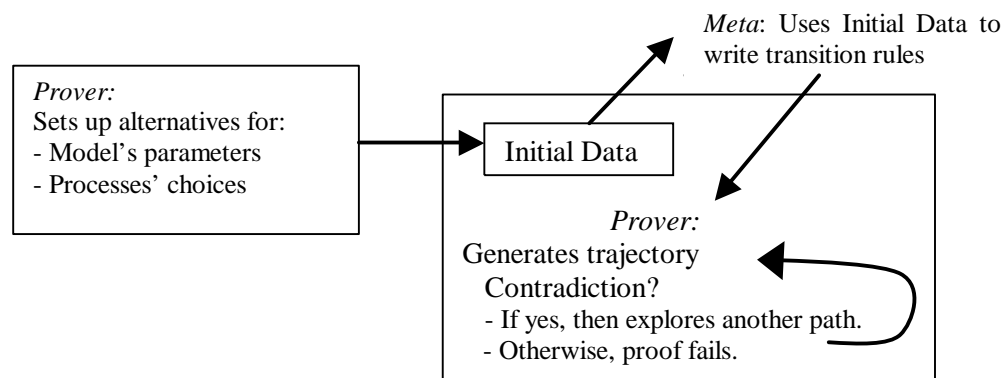 Meta: Uses Initial Data to
write transition rules
Prover:
Sets up alternatives for:
- Model's parameters
- Processes' choices
Initial Data
Prover:
Generates trajectory
Contradiction?
- If yes, then explores another path.
- Otherwise, proof fails.